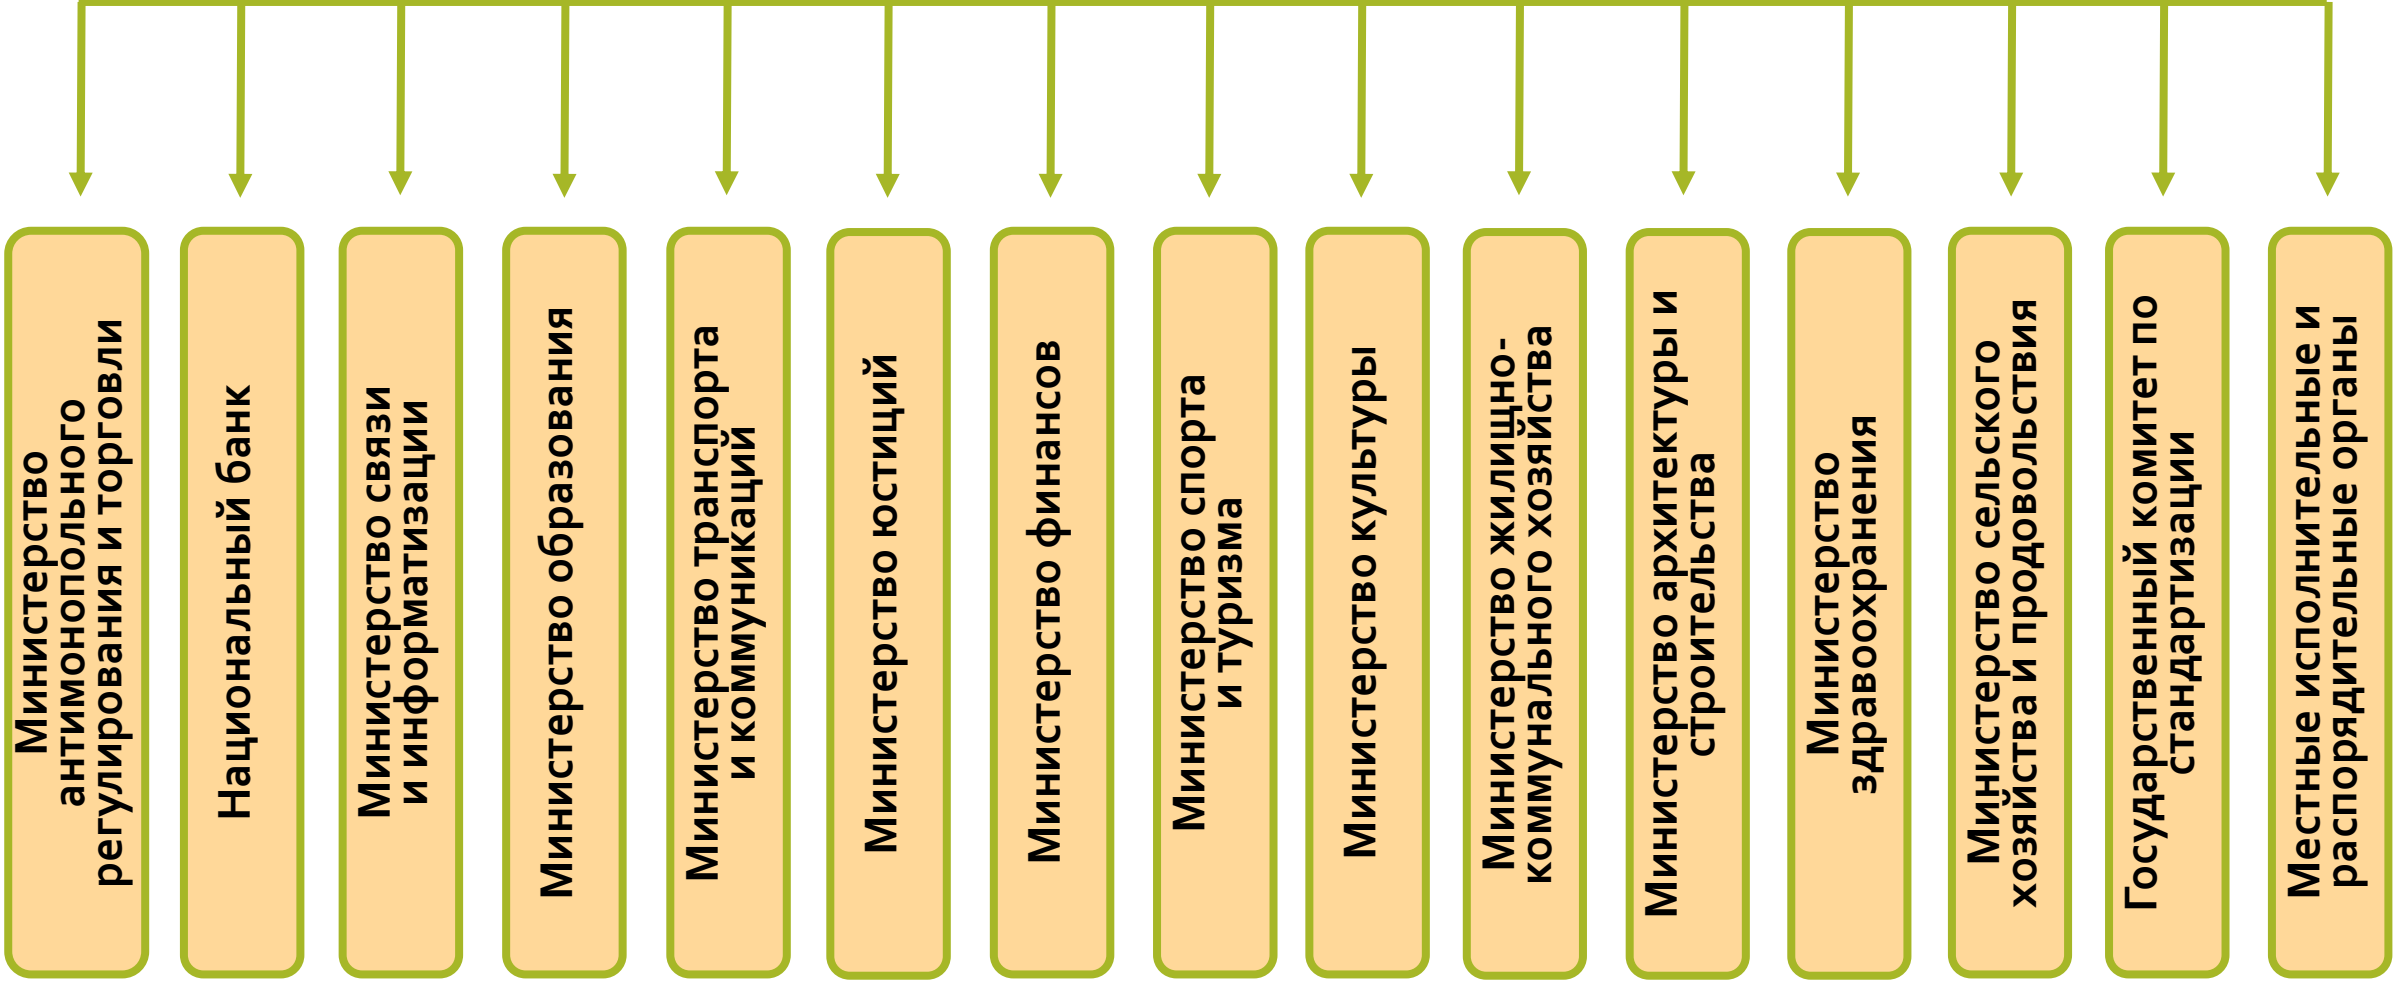 Министерство
антимонопольного
регулирования и торговли
Национальный банк
Министерство связи
и информатизации
Министерство образования
Министерство транспорта
и коммуникаций
Министерство юстиций
Министерство финансов
Министерство спорта
и туризма
Министерство культуры
Министерство жилищно-
коммунального хозяйства
Министерство архитектуры и
строительства
Министерство
здравоохранения
Министерство сельского
хозяйства и продовольствия
Государственный комитет по
стандартизации
Местные исполнительные и
распорядительные органы